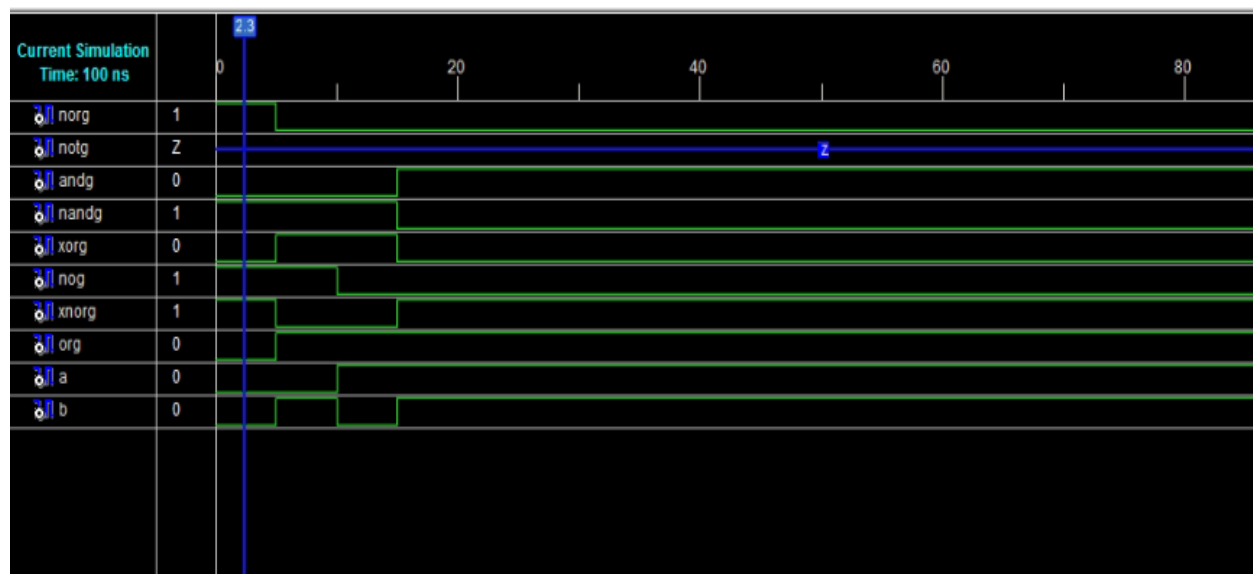 2.3
Current Simulation
Time: 100 ns
0 20 40 60 80
norg 1
notg Z Z
andg 0
nandg 1
xorg 0
nog 1
xnorg 1
org 0
a 0
b 0